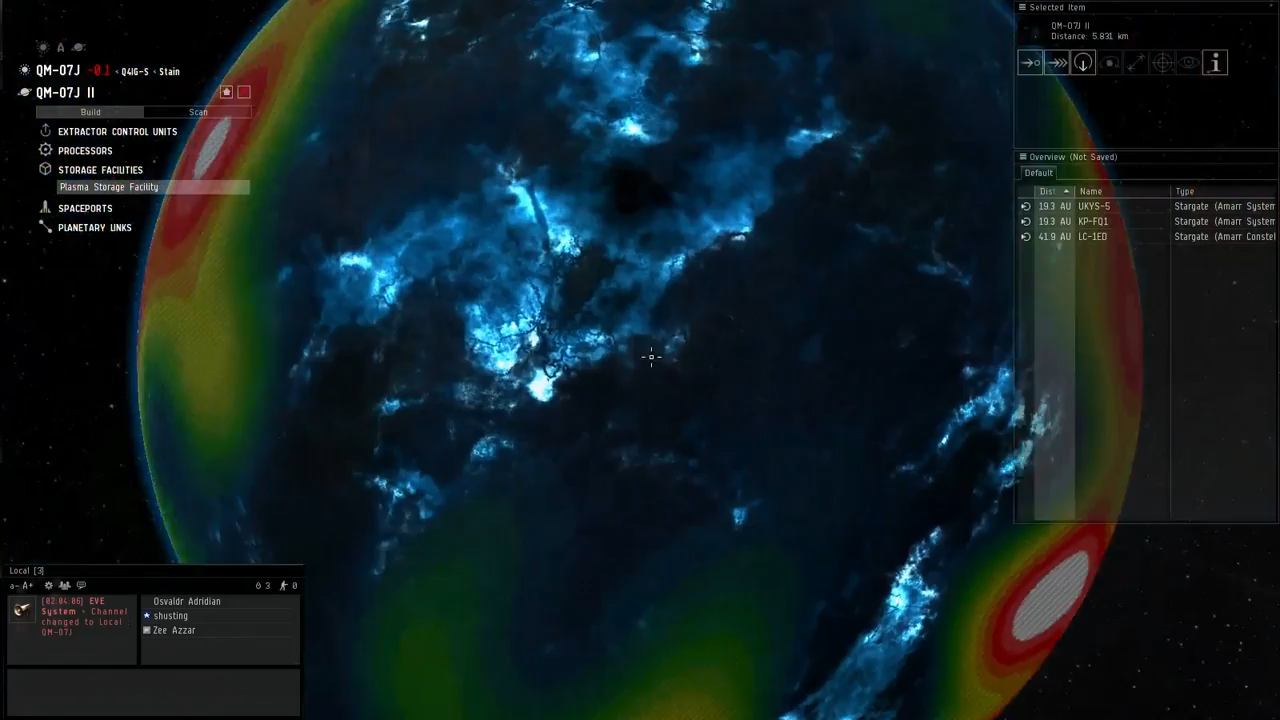 A
QM-07J -0.1 < Q4IG-S < Stain
QM-07J II
Build Scan
EXTRACTOR CONTROL UNITS
PROCESSORS
STORAGE FACILITIES
Plasma Storage Facility
SPACEPORTS
PLANETARY LINKS
Selected Item
QM-07J II
Distance: 5.831 km
Overview (Not Saved)
Default
Dist Name Type
19.3 AU UKYS-5 Stargate (Amarr System
19.3 AU KP-FQ1 Stargate (Amarr System
41.9 AU LC-1ED Stargate (Amarr Conste
Local [3]
a- A+ 3 0
[02:04:06] EVE
System - Channel
changed to Local
QM-07J
Osvaldr Adridian
shusting
Zee Azzar